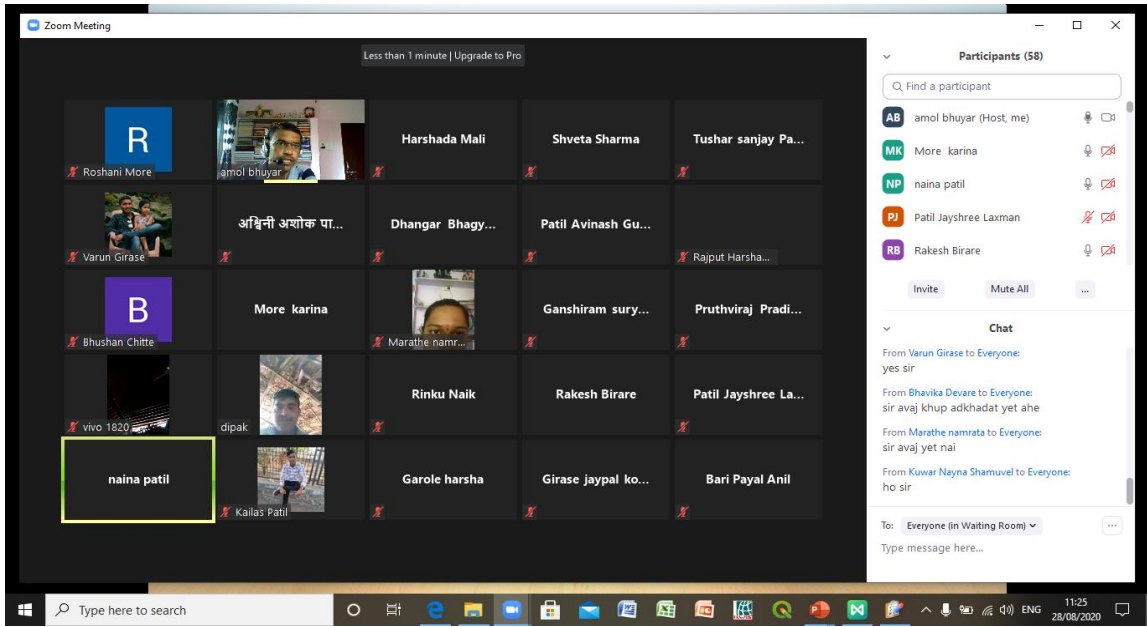 Zoom Meeting
Less than 1 minute | Upgrade to Pro
R
Roshani More
amol bhuyar
Harshada Mali
Shveta Sharma
Tushar sanjay Pa...
Varun Girase
अश्विनी अशोक पा...
Dhangar Bhagy...
Patil Avinash Gu...
Rajput Harsha...
B
Bhushan Chitte
More karina
Marathe namr...
Ganshiram sury...
Pruthviraj Pradi...
vivo 1820
dipak
Rinku Naik
Rakesh Birare
Patil Jayshree La...
naina patil
Kailas Patil
Garole harsha
Girase jaypal ko...
Bari Payal Anil
Participants (58)
Find a participant
AB amol bhuyar (Host, me)
MK More karina
NP naina patil
PJ Patil Jayshree Laxman
RB Rakesh Birare
Invite Mute All ...
Chat
From Varun Girase to Everyone:
yes sir
From Bhavika Devare to Everyone:
sir avaj khup adkhadat yet ahe
From Marathe namrata to Everyone:
sir avaj yet nai
From Kuwar Nayna Shamuvel to Everyone:
ho sir
To: Everyone (in Waiting Room)
Type message here...
Type here to search
ENG
11:25
28/08/2020